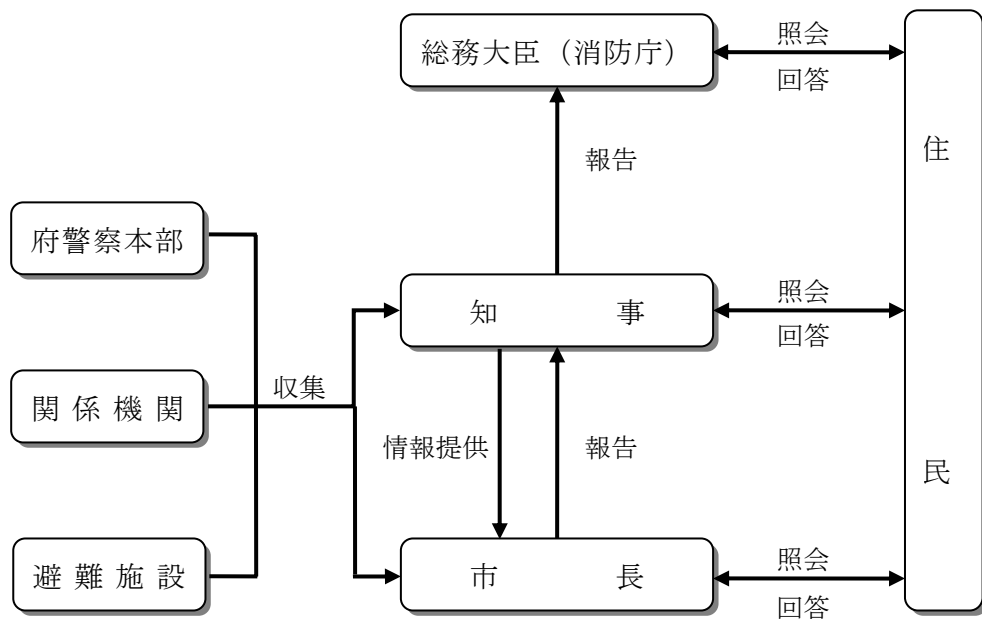 総務大臣（消防庁）
照会
回答
住民
報告
府警察本部
知事
照会
回答
関係機関
収集
情報提供
報告
避難施設
市長
照会
回答